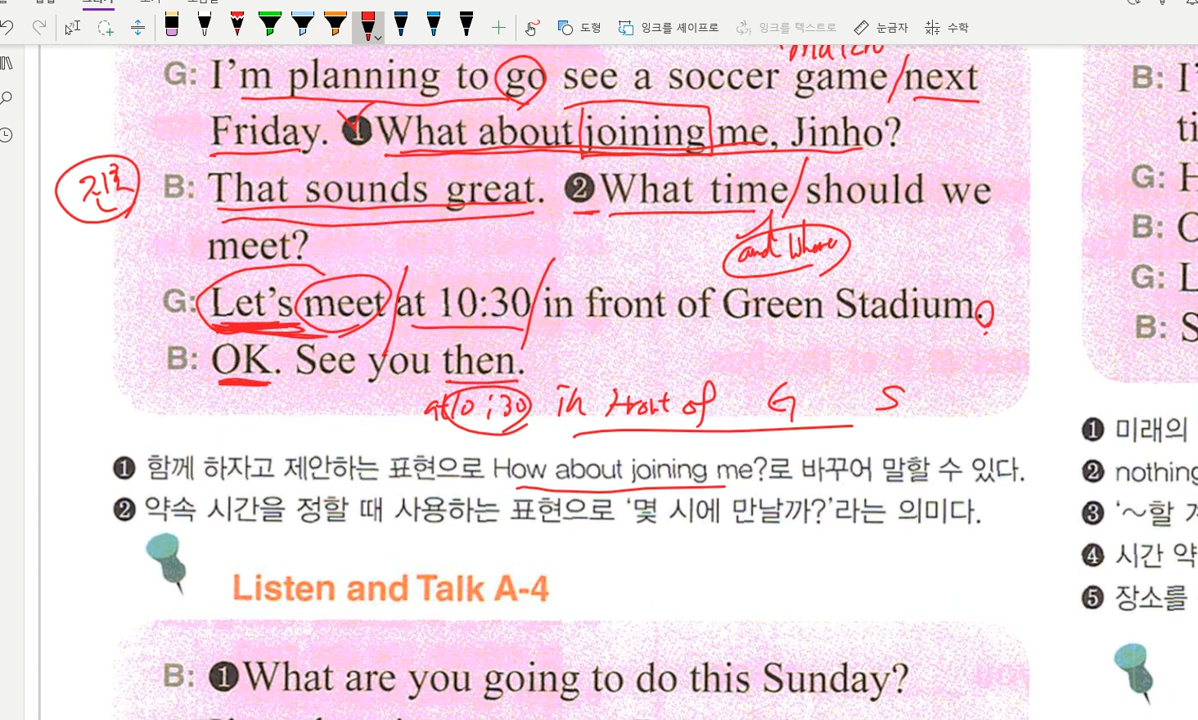 도형 잉크를 셰이프로 잉크를 텍스트로 눈금자 수학
match
G: I'm planning to go see a soccer game/next
Friday. ❶What about joining me, Jinho?
진호
B: That sounds great. ❷What time/should we
and where
meet?
G: Let's meet/at 10:30/in front of Green Stadium.
B: OK. See you then.
at 10:30 in front of G S
❶ 함께 하자고 제안하는 표현으로 How about joining me?로 바꾸어 말할 수 있다.
❷ 약속 시간을 정할 때 사용하는 표현으로 '몇 시에 만날까?'라는 의미다.
Listen and Talk A-4
B: ❶What are you going to do this Sunday?
B: I'
ti
G: H
B: C
G: L
B: S
❶ 미래의
❷ nothing
❸ '~할
❹ 시간 약
❺ 장소를